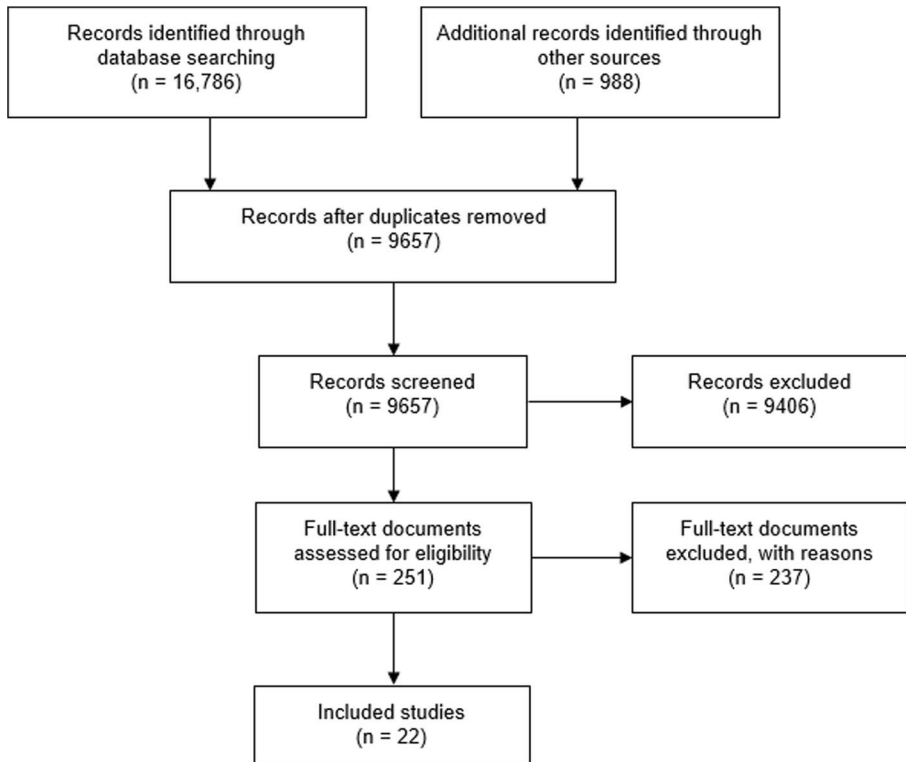 Records identified through
database searching
(n = 16,786)
Additional records identified through
other sources
(n = 988)
Records after duplicates removed
(n = 9657)
Records screened
(n = 9657)
Records excluded
(n = 9406)
Full-text documents
assessed for eligibility
(n = 251)
Full-text documents
excluded, with reasons
(n = 237)
Included studies
(n = 22)